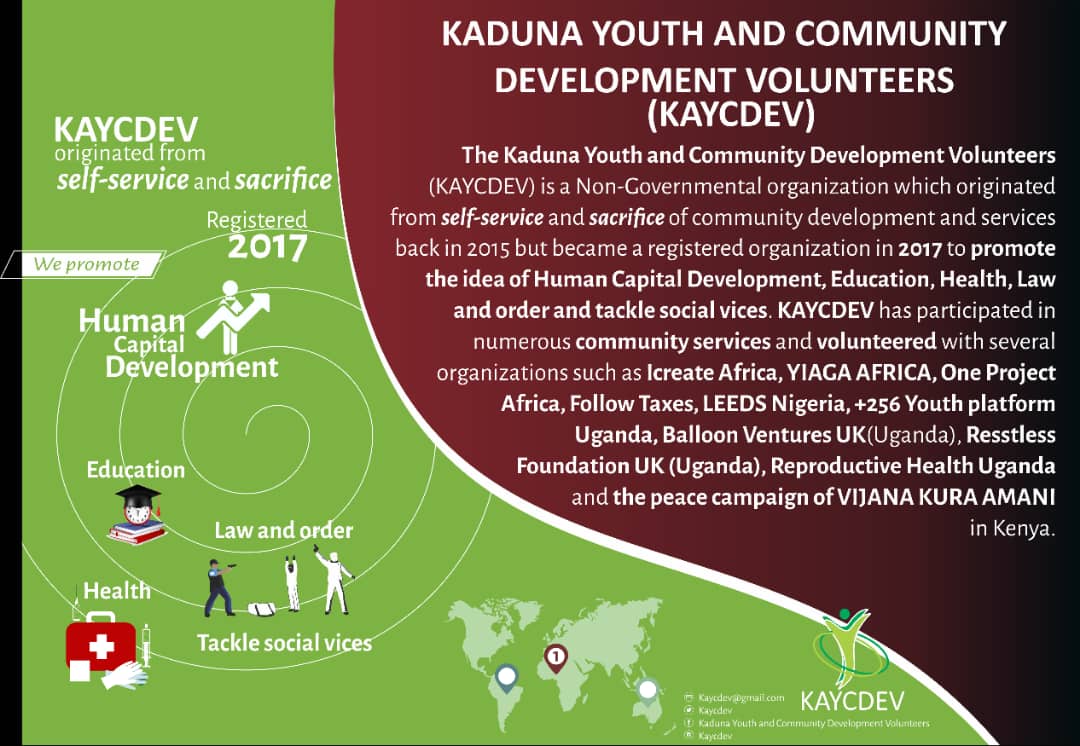 KADUNA YOUTH AND COMMUNITY
DEVELOPMENT VOLUNTEERS
(KAYCDEV)
The Kaduna Youth and Community Development Volunteers
(KAYCDEV) is a Non-Governmental organization which originated
from self-service and sacrifice of community development and services
back in 2015 but became a registered organization in 2017 to promote
the idea of Human Capital Development, Education, Health, Law
and order and tackle social vices. KAYCDEV has participated in
numerous community services and volunteered with several
organizations such as Icreate Africa, YIAGA AFRICA, One Project
Africa, Follow Taxes, LEEDS Nigeria, +256 Youth platform
Uganda, Balloon Ventures UK(Uganda), Resstless
Foundation UK (Uganda), Reproductive Health Uganda
and the peace campaign of VIJANA KURA AMANI
in Kenya.
KAYCDEV
originated from
self-service and sacrifice
Registered
2017
We promote
Human
Capital
Development
Education
Law and order
Health
Tackle social vices
1
Kaycdev@gmail.com
Kaycdev
Kaduna Youth and Community Development Volunteers
Kaycdev
KAYCDEV